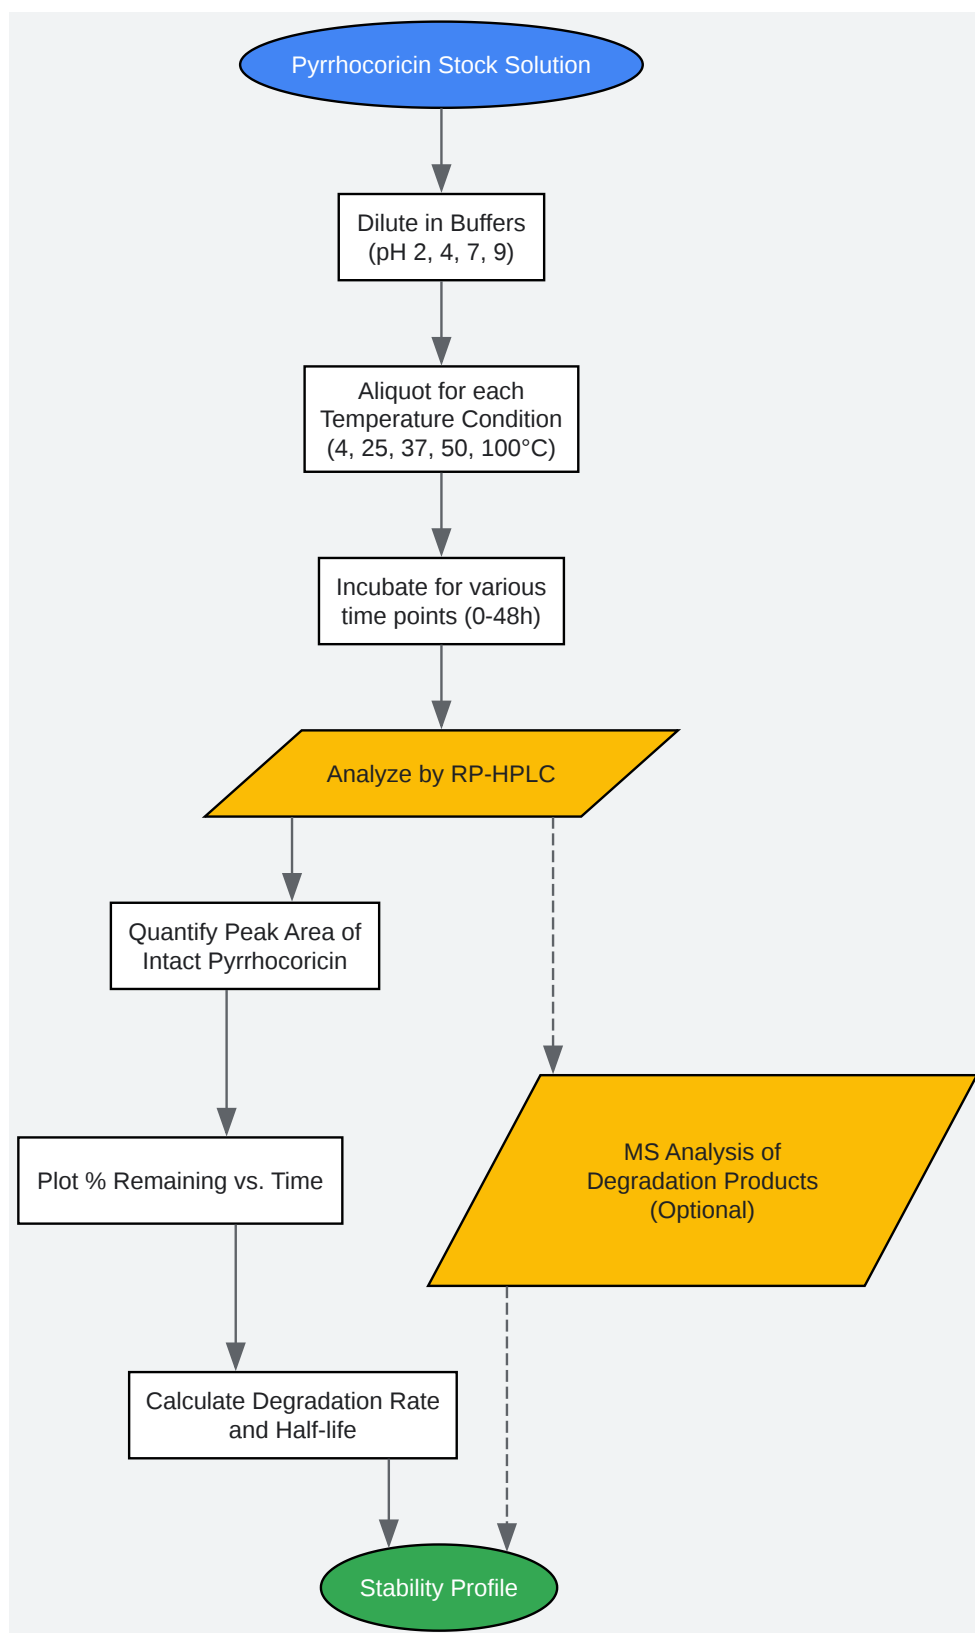 Pyrrhocoricin Stock Solution
Dilute in Buffers
(pH 2, 4, 7, 9)
Aliquot for each
Temperature Condition
(4, 25, 37, 50, 100°C)
Incubate for various
time points (0-48h)
Analyze by RP-HPLC
Quantify Peak Area of
Intact Pyrrhocoricin
Plot % Remaining vs. Time
MS Analysis of
Degradation Products
(Optional)
Calculate Degradation Rate
and Half-life
Stability Profile